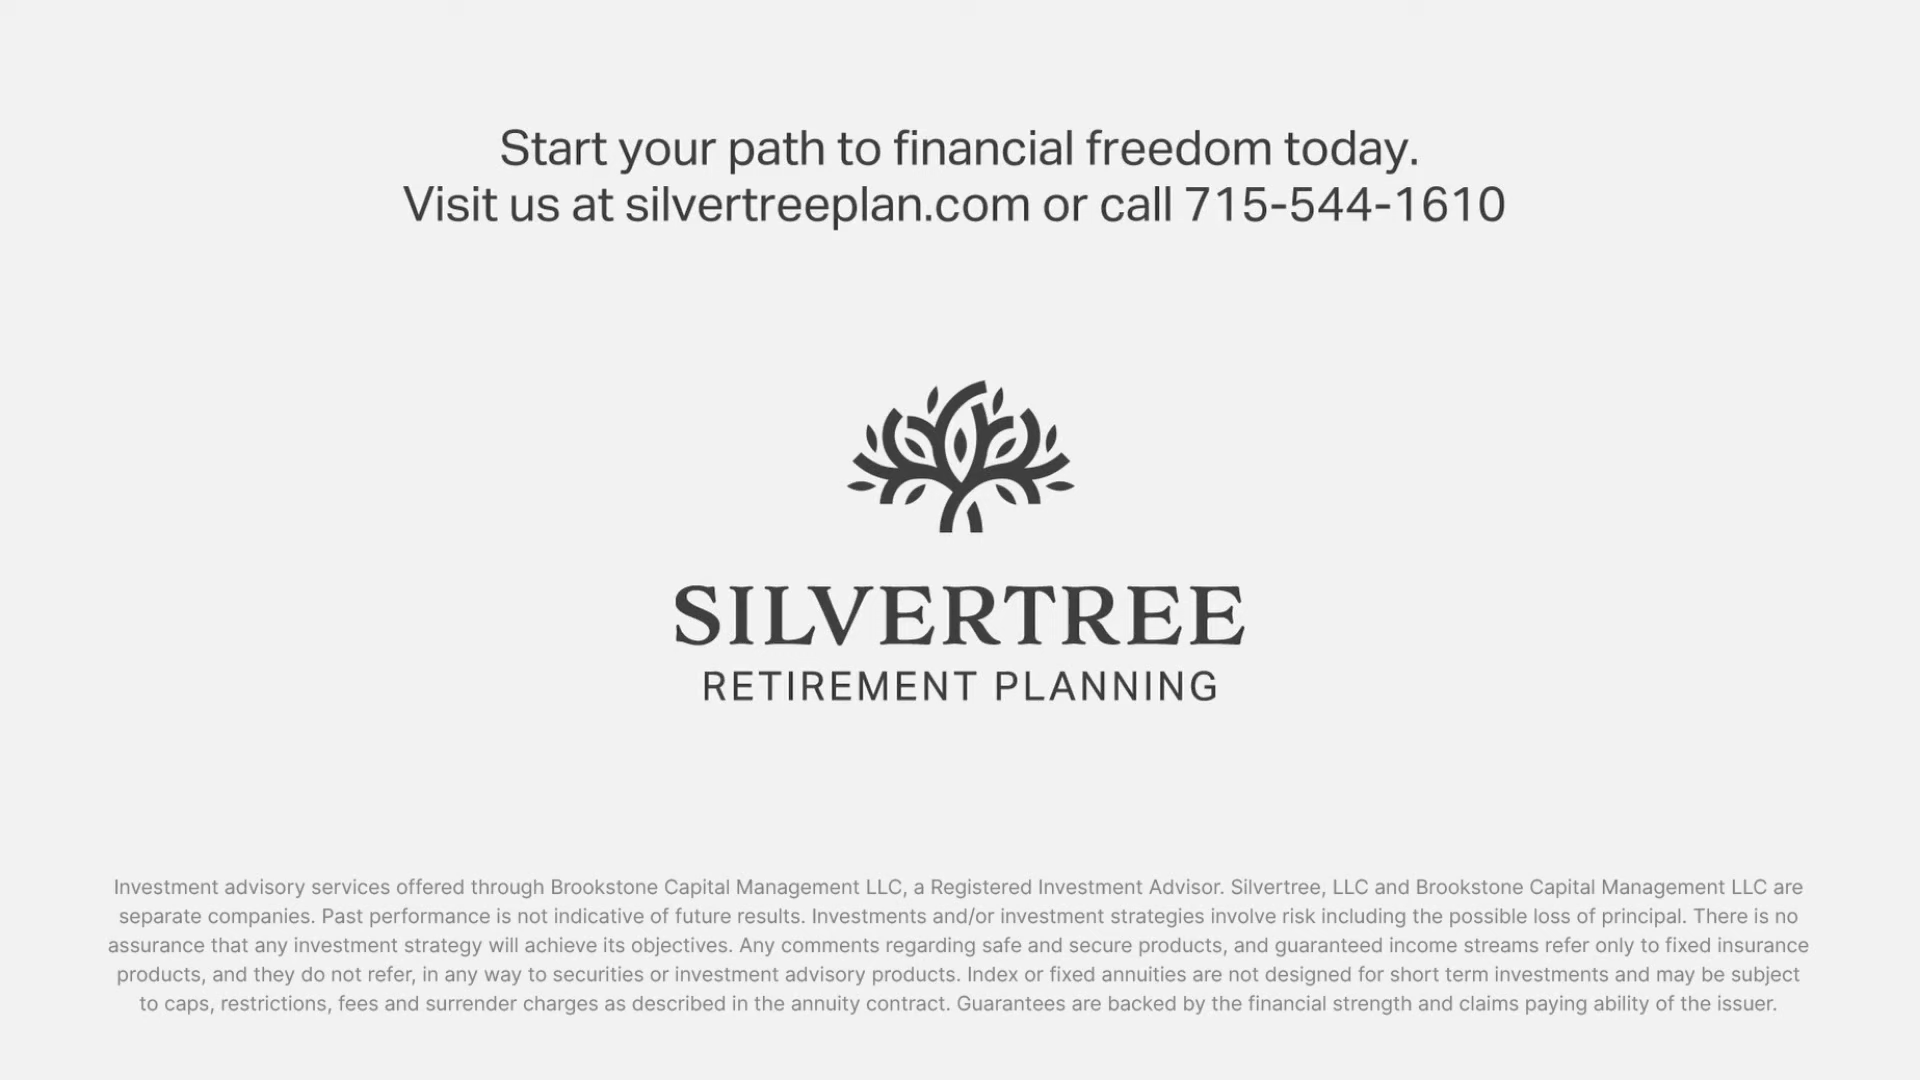 Start your path to financial freedom today.
Visit us at silvertreeplan.com or call 715-544-1610
SILVERTREE
RETIREMENT PLANNING
Investment advisory services offered through Brookstone Capital Management LLC, a Registered Investment Advisor. Silvertree, LLC and Brookstone Capital Management LLC are
separate companies. Past performance is not indicative of future results. Investments and/or investment strategies involve risk including the possible loss of principal. There is no
assurance that any investment strategy will achieve its objectives. Any comments regarding safe and secure products, and guaranteed income streams refer only to fixed insurance
products, and they do not refer, in any way to securities or investment advisory products. Index or fixed annuities are not designed for short term investments and may be subject
to caps, restrictions, fees and surrender charges as described in the annuity contract. Guarantees are backed by the financial strength and claims paying ability of the issuer.